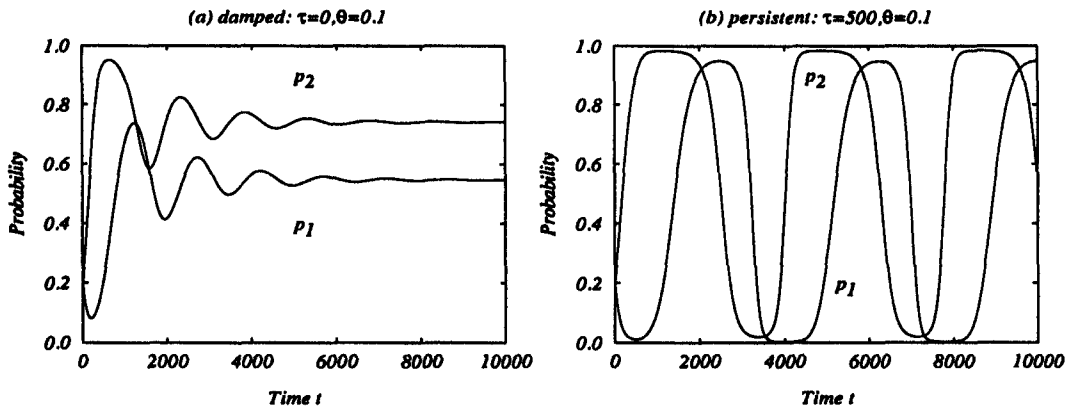 (a) damped: τ=0,θ=0.1
Probability
1.0
0.8
0.6
0.4
0.2
0.0
p2
p1
0 2000 4000 6000 8000 10000
Time t
(b) persistent: τ=500,θ=0.1
Probability
1.0
0.8
0.6
0.4
0.2
0.0
p2
p1
0 2000 4000 6000 8000 10000
Time t